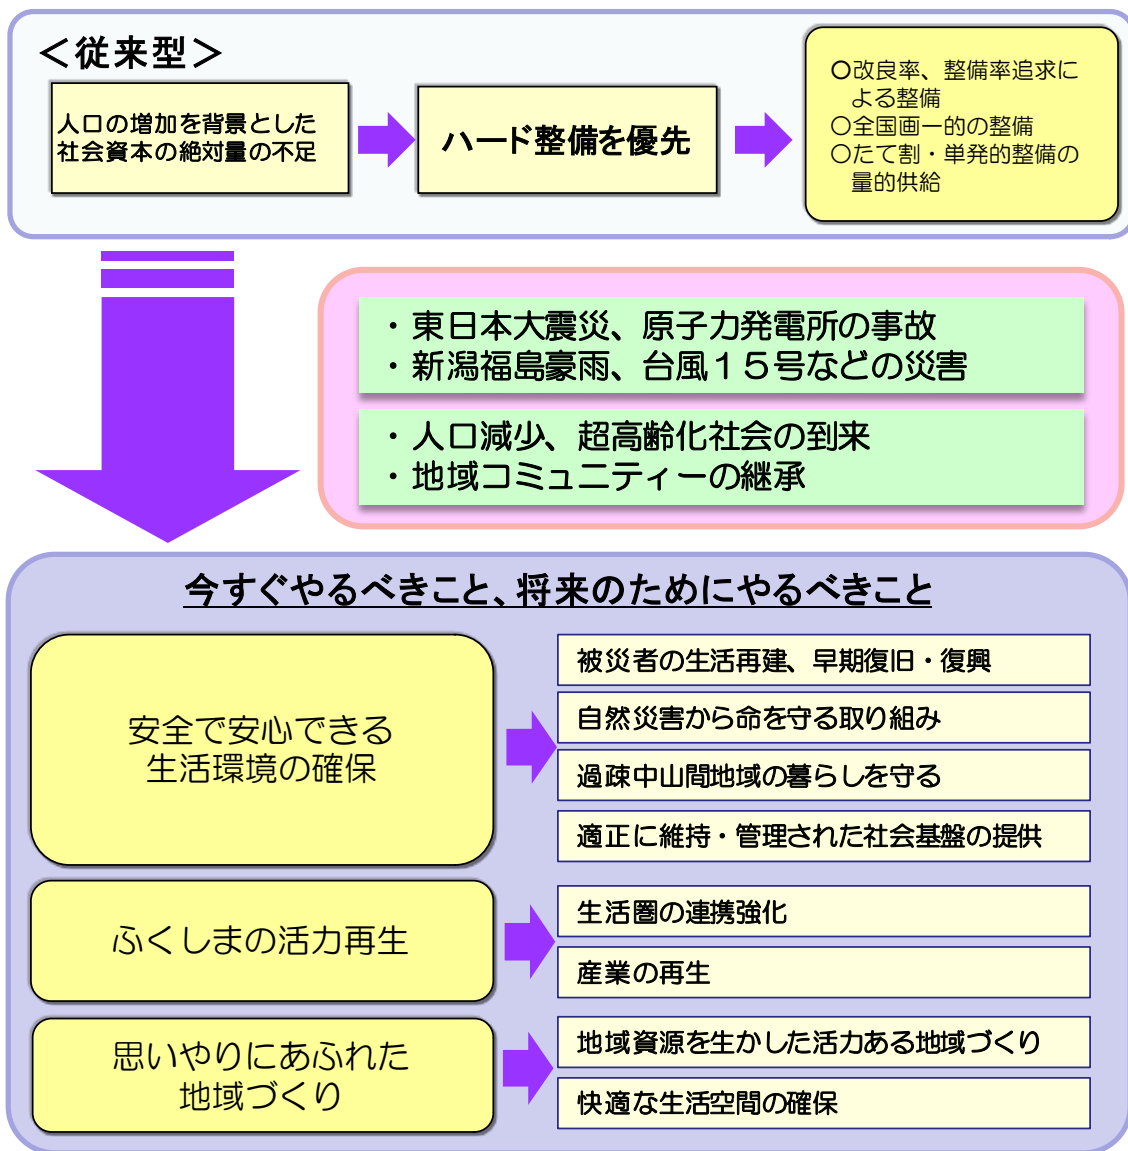 ＜従来型＞
人口の増加を背景とした
社会資本の絶対量の不足
ハード整備を優先
○改良率、整備率追求に
よる整備
○全国画一的の整備
○たて割・単発的整備の
量的供給
・東日本大震災、原子力発電所の事故
・新潟福島豪雨、台風１５号などの災害
・人口減少、超高齢化社会の到来
・地域コミュニティーの継承
今すぐやるべきこと、将来のためにやるべきこと
安全で安心できる
生活環境の確保
被災者の生活再建、早期復旧・復興
自然災害から命を守る取り組み
過疎中山間地域の暮らしを守る
適正に維持・管理された社会基盤の提供
ふくしまの活力再生
生活圏の連携強化
産業の再生
思いやりにあふれた
地域づくり
地域資源を生かした活力ある地域づくり
快適な生活空間の確保